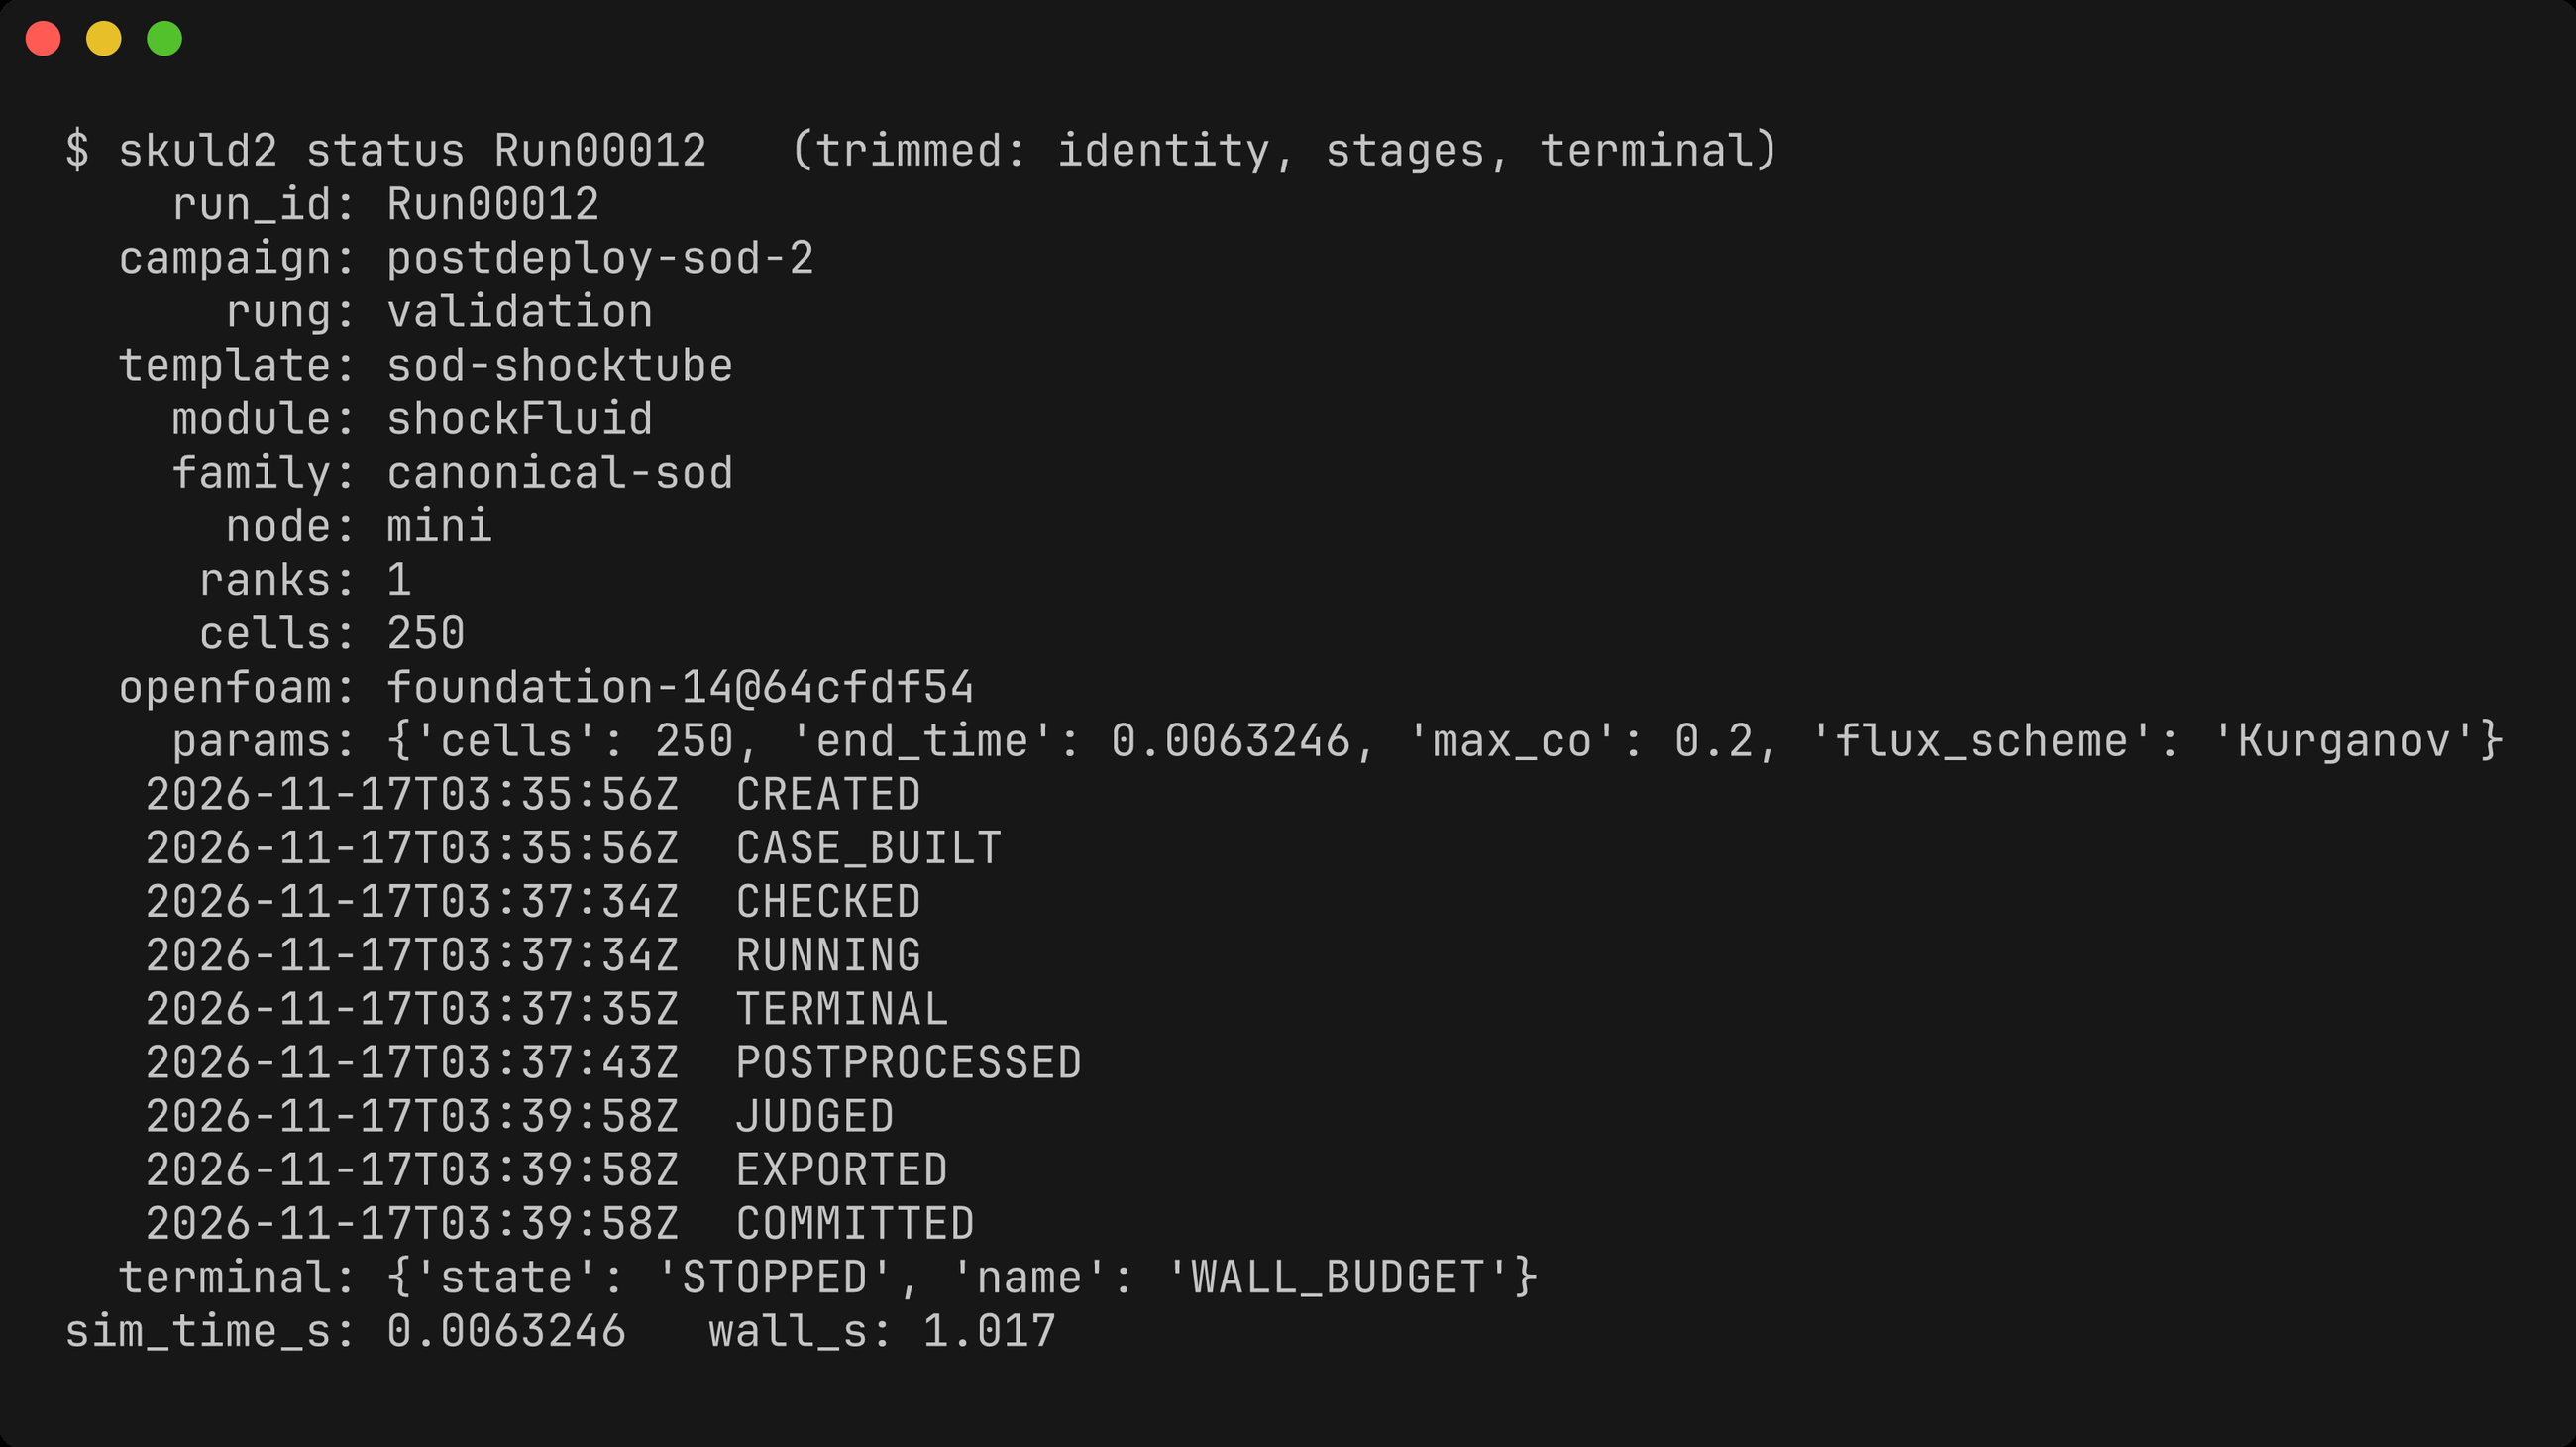 $ skuld2 status Run00012   (trimmed: identity, stages, terminal)
    run_id: Run00012
  campaign: postdeploy-sod-2
      rung: validation
  template: sod-shocktube
    module: shockFluid
    family: canonical-sod
      node: mini
     ranks: 1
     cells: 250
  openfoam: foundation-14@64cfdf54
    params: {'cells': 250, 'end_time': 0.0063246, 'max_co': 0.2, 'flux_scheme': 'Kurganov'}
   2026-11-17T03:35:56Z  CREATED
   2026-11-17T03:35:56Z  CASE_BUILT
   2026-11-17T03:37:34Z  CHECKED
   2026-11-17T03:37:34Z  RUNNING
   2026-11-17T03:37:35Z  TERMINAL
   2026-11-17T03:37:43Z  POSTPROCESSED
   2026-11-17T03:39:58Z  JUDGED
   2026-11-17T03:39:58Z  EXPORTED
   2026-11-17T03:39:58Z  COMMITTED
  terminal: {'state': 'STOPPED', 'name': 'WALL_BUDGET'}
sim_time_s: 0.0063246   wall_s: 1.017